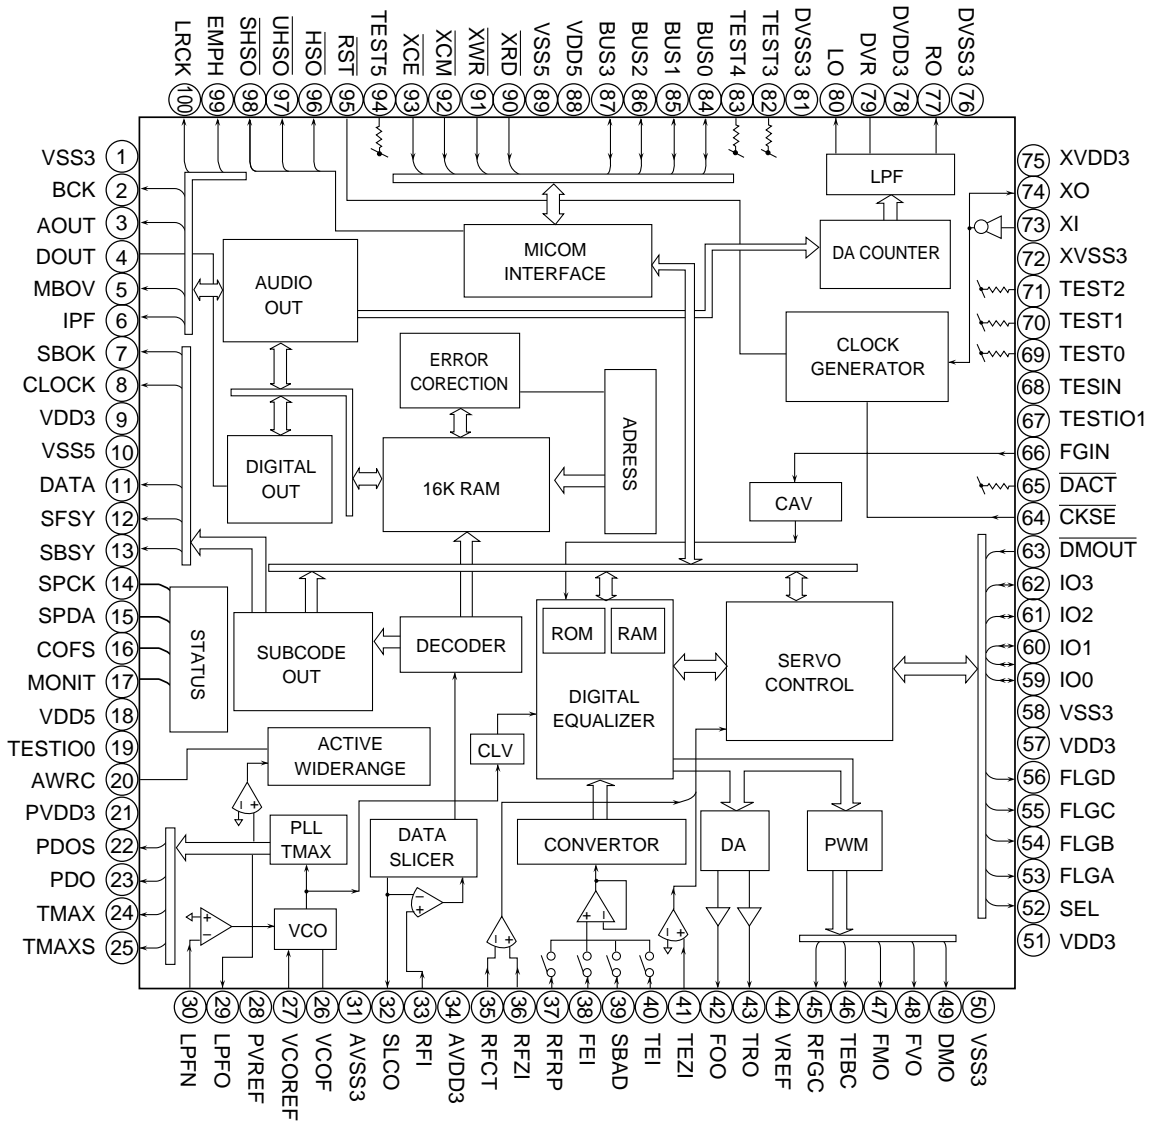 LRCK
EMPH
SHSO
UHSO
HSO
RST
TEST5
XCE
XCM
XWR
XRD
VSS5
VDD5
BUS3
BUS2
BUS1
BUS0
TEST4
TEST3
DVSS3
LO
DVR
DVDD3
RO
DVSS3
100
99
98
97
96
95
94
93
92
91
90
89
88
87
86
85
84
83
82
81
80
79
78
77
76
VSS3 1
BCK 2
AOUT 3
DOUT 4
MBOV 5
IPF 6
SBOK 7
CLOCK 8
VDD3 9
VSS5 10
DATA 11
SFSY 12
SBSY 13
SPCK 14
SPDA 15
COFS 16
MONIT 17
VDD5 18
TESTIO0 19
AWRC 20
PVDD3 21
PDOS 22
PDO 23
TMAX 24
TMAXS 25
LPF
MICOM
INTERFACE
DA COUNTER
AUDIO
OUT
CLOCK
GENERATOR
ERROR
CORECTION
ADRESS
DIGITAL
OUT
16K RAM
CAV
STATUS
SUBCODE
OUT
DECODER
ROM
RAM
DIGITAL
EQUALIZER
SERVO
CONTROL
CLV
ACTIVE
WIDERANGE
PLL
TMAX
DATA
SLICER
CONVERTOR
DA
PWM
VCO
75 XVDD3
74 XO
73 XI
72 XVSS3
71 TEST2
70 TEST1
69 TEST0
68 TESIN
67 TESTIO1
66 FGIN
65 DACT
64 CKSE
63 DMOUT
62 IO3
61 IO2
60 IO1
59 IO0
58 VSS3
57 VDD3
56 FLGD
55 FLGC
54 FLGB
53 FLGA
52 SEL
51 VDD3
30
29
28
27
26
31
32
33
34
35
36
37
38
39
40
41
42
43
44
45
46
47
48
49
50
LPFN
LPFO
PVREF
VCOREF
VCOF
AVSS3
SLCO
RFI
AVDD3
RFCT
RFZI
RFRP
FEI
SBAD
TEI
TEZI
FOO
TRO
VREF
RFGC
TEBC
FMO
FVO
DMO
VSS3